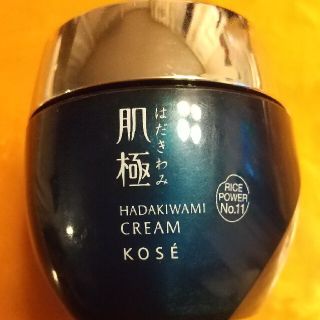 肌極
はだきわみ
HADAKIWAMI
CREAM
KOSÉ
RICE
POWER
No.11